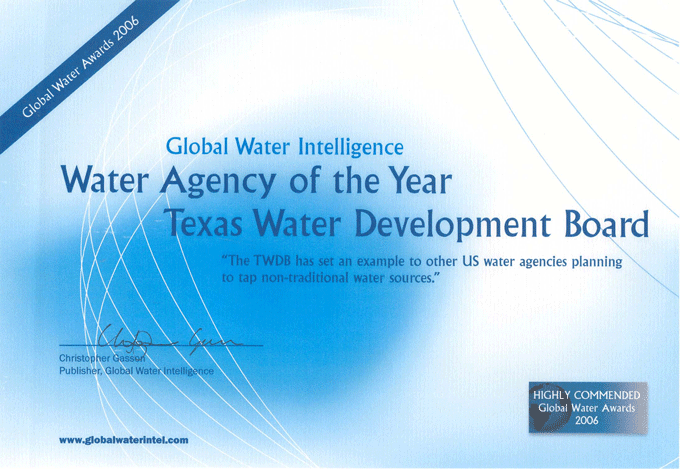 Global Water Awards 2006
Global Water Intelligence
Water Agency of the Year
Texas Water Development Board
"The TWDB has set an example to other US water agencies planning
to tap non-traditional water sources."
Christopher Gasson
Publisher, Global Water Intelligence
HIGHLY COMMENDED
Global Water Awards
2006
www.globalwaterintel.com